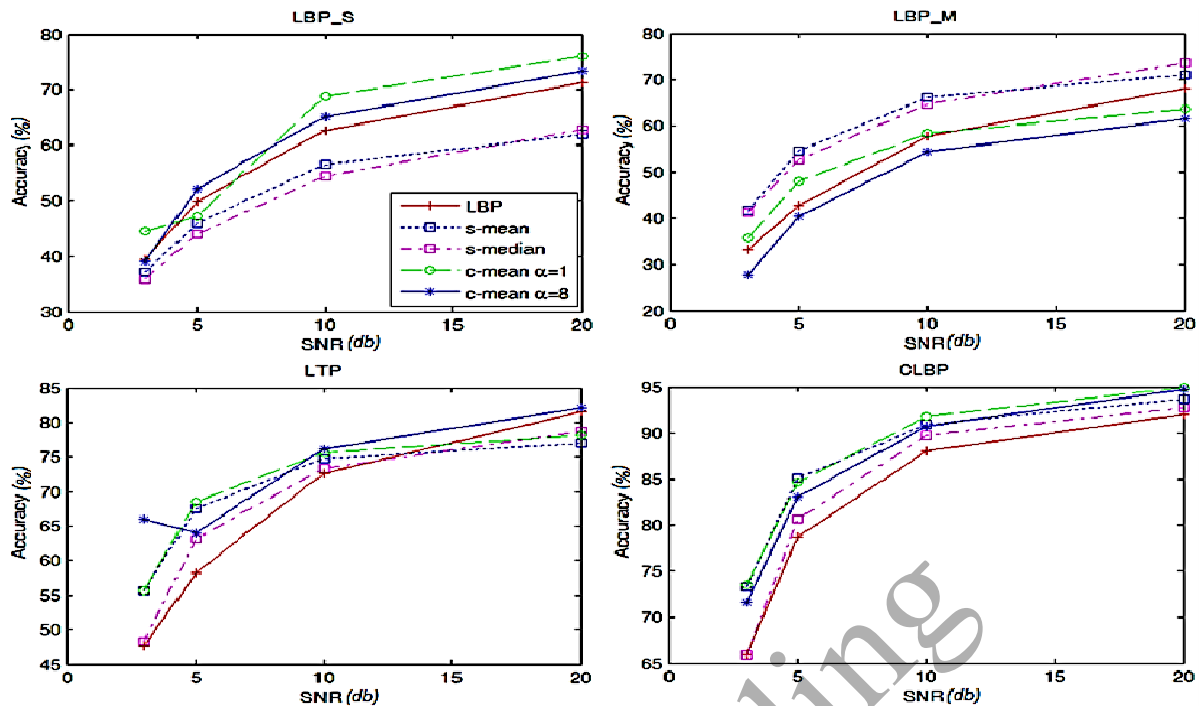 LBP_S
80
70
60
50
40
30
0
5
10
15
20
Accuracy (%)
SNR (db)
LBP
s-mean
s-median
c-mean α=1
c-mean α=8
LBP_M
80
70
60
50
40
30
20
0
5
10
15
20
Accuracy (%)
SNR (db)
LTP
85
80
75
70
65
60
55
50
45
0
5
10
15
20
Accuracy (%)
SNR (db)
CLBP
95
90
85
80
75
70
65
0
5
10
15
20
Accuracy (%)
SNR (db)